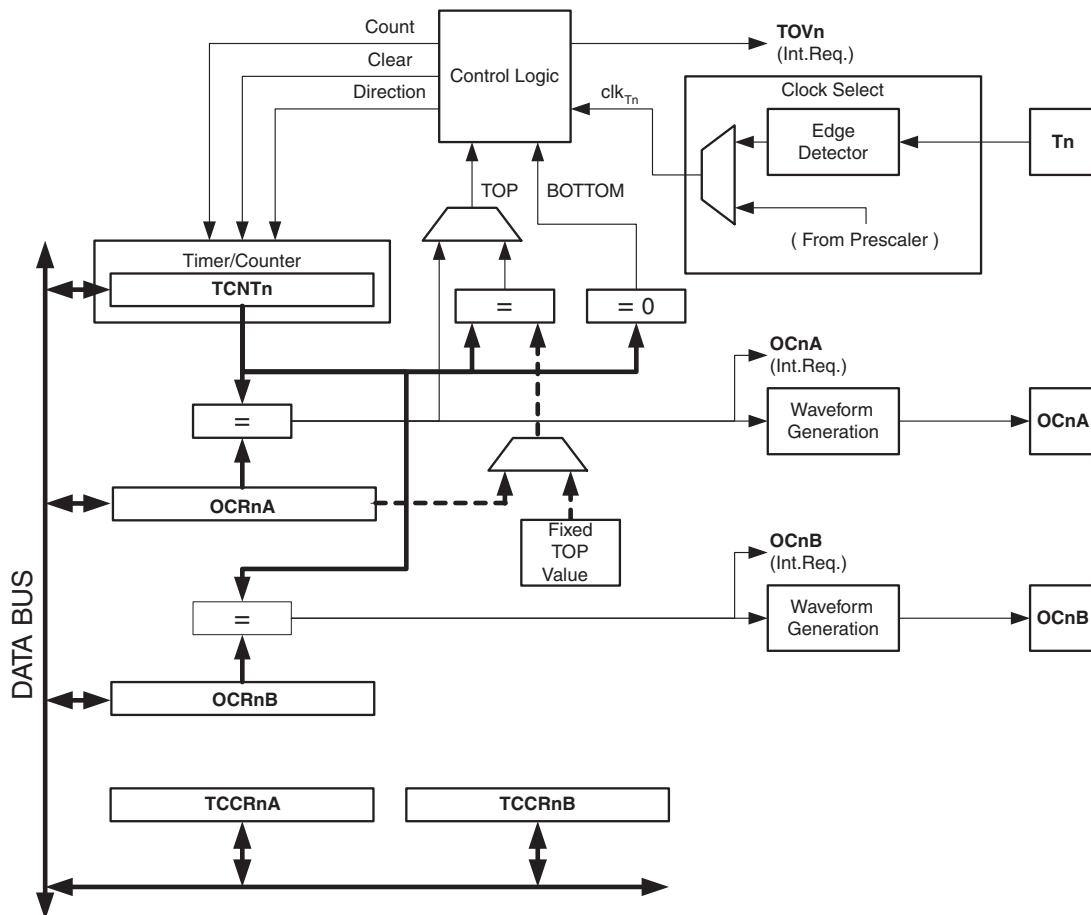 Count
Clear
Direction
Control Logic
clkTn
TOVn
(Int.Req.)
Clock Select
Edge
Detector
Tn
( From Prescaler )
TOP
BOTTOM
Timer/Counter
TCNTn
=
= 0
OCnA
(Int.Req.)
=
Waveform
Generation
OCnA
OCRnA
Fixed
TOP
Value
OCnB
(Int.Req.)
=
Waveform
Generation
OCnB
OCRnB
DATA BUS
TCCRnA
TCCRnB